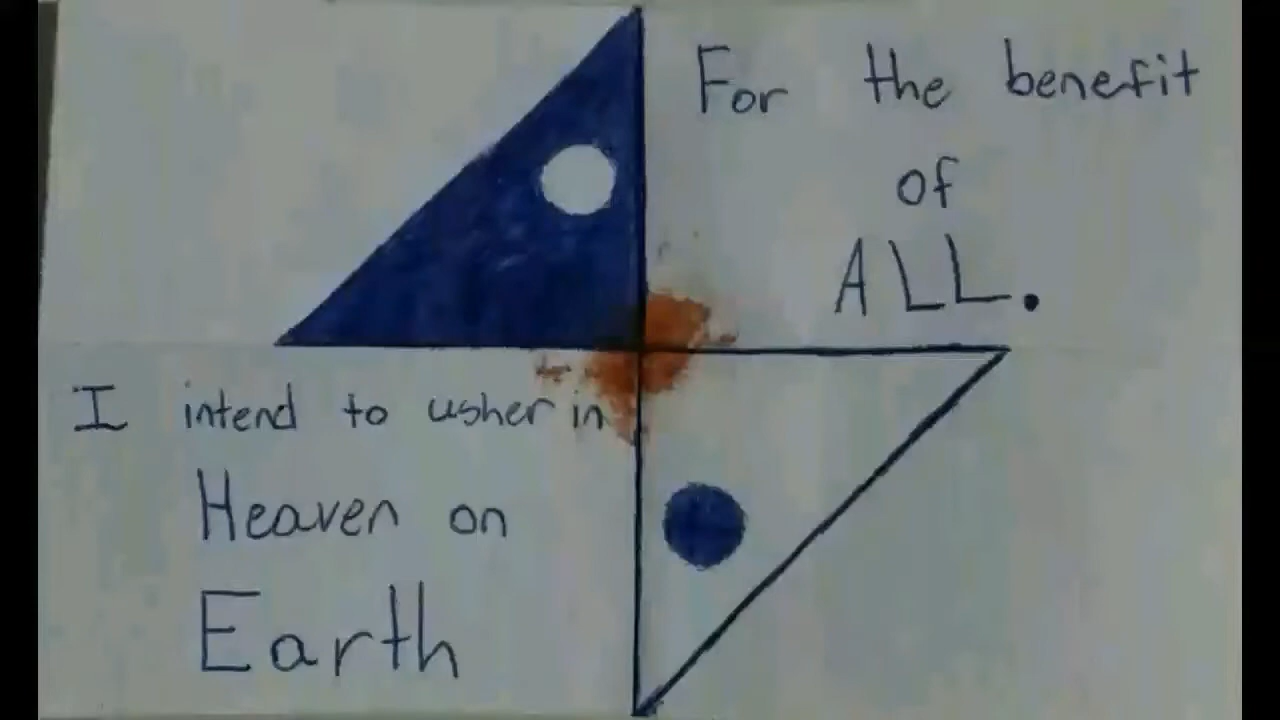 For the benefit
of
ALL.
I intend to usher in
Heaven on
Earth